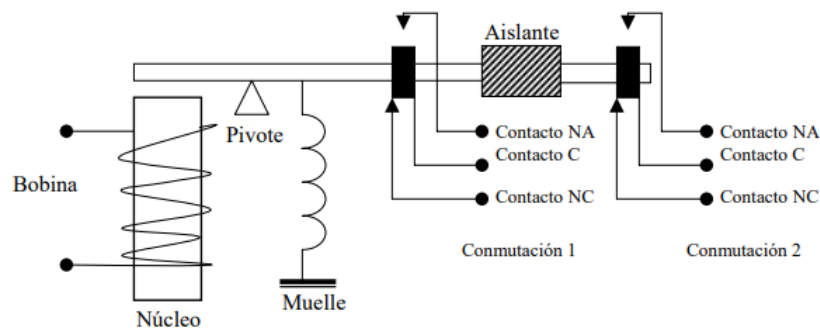 Aislante
Pivote
Bobina
Contacto NA
Contacto C
Contacto NC
Contacto NA
Contacto C
Contacto NC
Conmutación 1
Conmutación 2
Muelle
Núcleo